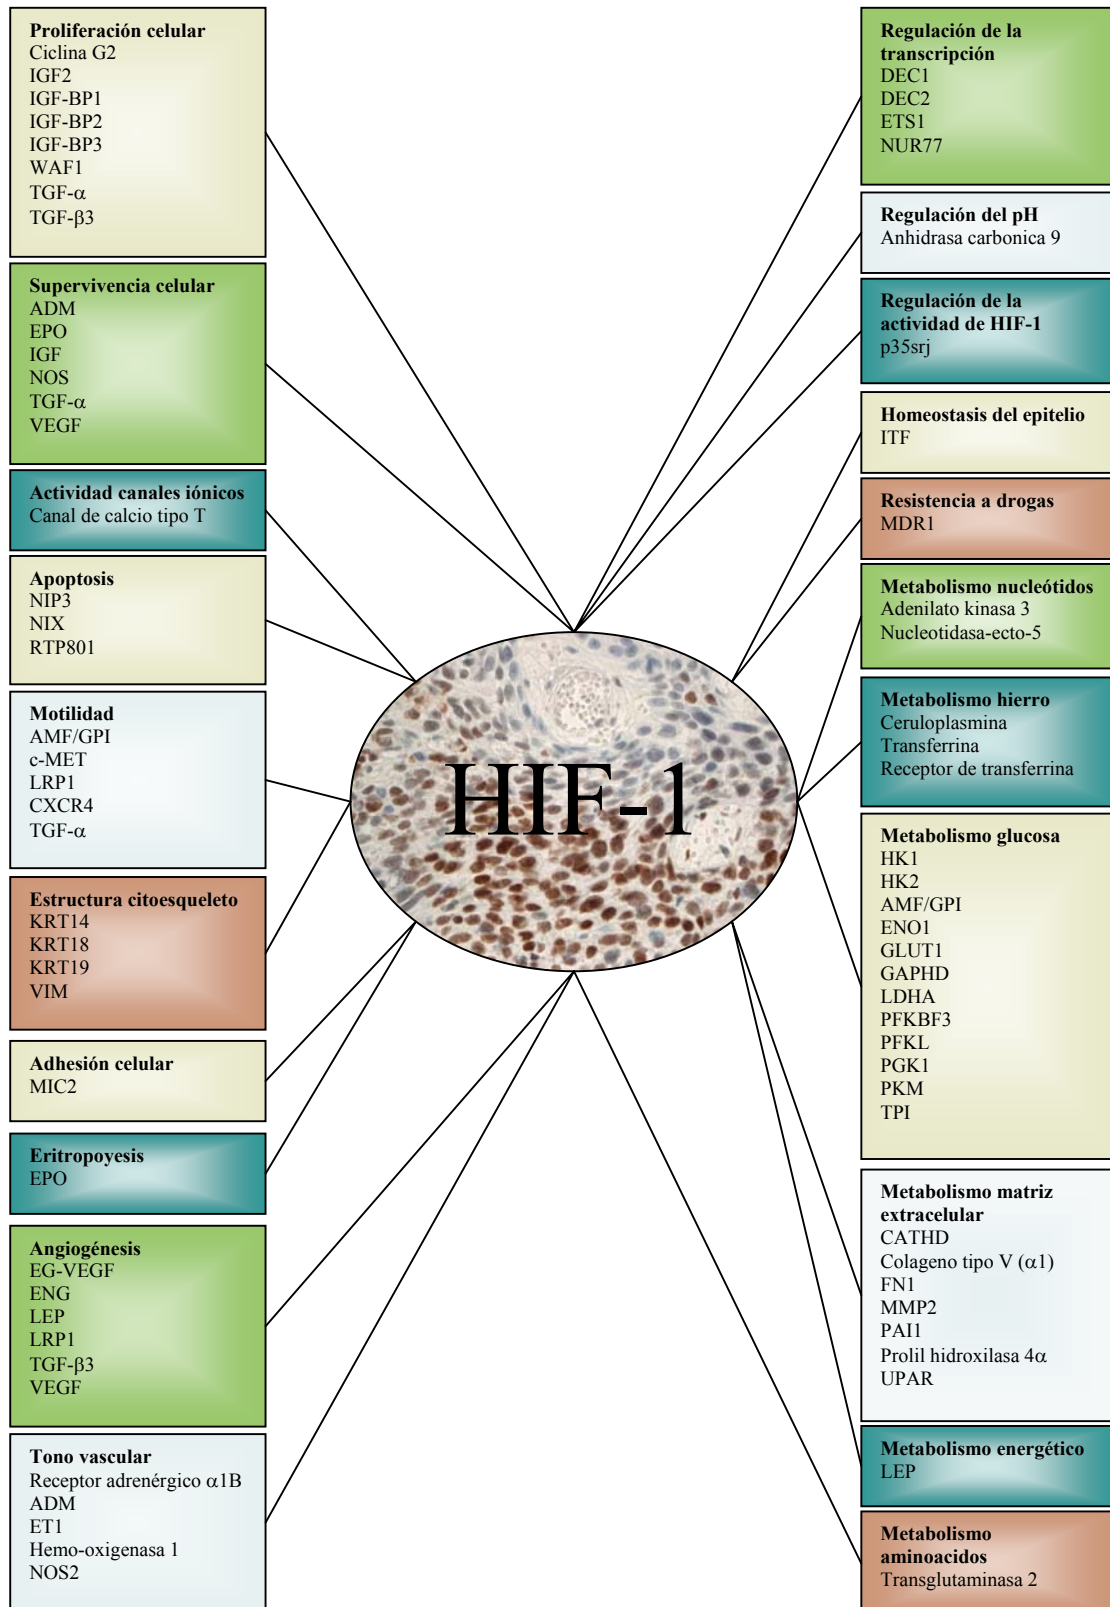 Proliferación celular
Ciclina G2
IGF2
IGF-BP1
IGF-BP2
IGF-BP3
WAF1
TGF-α
TGF-β3
Supervivencia celular
ADM
EPO
IGF
NOS
TGF-α
VEGF
Actividad canales iónicos
Canal de calcio tipo T
Apoptosis
NIP3
NIX
RTP801
Motilidad
AMF/GPI
c-MET
LRP1
CXCR4
TGF-α
Estructura citoesqueleto
KRT14
KRT18
KRT19
VIM
Adhesión celular
MIC2
Eritropoyesis
EPO
Angiogénesis
EG-VEGF
ENG
LEP
LRP1
TGF-β3
VEGF
Tono vascular
Receptor adrenérgico α1B
ADM
ET1
Hemo-oxigenasa 1
NOS2
HIF-1
Regulación de la
transcripción
DEC1
DEC2
ETS1
NUR77
Regulación del pH
Anhidrasa carbonica 9
Regulación de la
actividad de HIF-1
p35srj
Homeostasis del epitelio
ITF
Resistencia a drogas
MDR1
Metabolismo nucleótidos
Adenilato kinasa 3
Nucleotidasa-ecto-5
Metabolismo hierro
Ceruloplasmina
Transferrina
Receptor de transferrina
Metabolismo glucosa
HK1
HK2
AMF/GPI
ENO1
GLUT1
GAPHD
LDHA
PFKBF3
PFKL
PGK1
PKM
TPI
Metabolismo matriz
extracelular
CATHD
Colageno tipo V (α1)
FN1
MMP2
PAI1
Prolil hidroxilasa 4α
UPAR
Metabolismo energético
LEP
Metabolismo
aminoacidos
Transglutaminasa 2